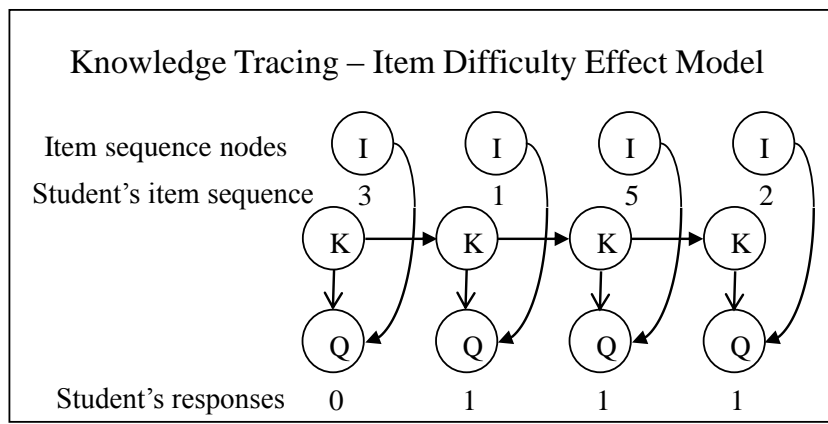 Knowledge Tracing – Item Difficulty Effect Model
Item sequence nodes I I I I
Student's item sequence 3 1 5 2
K K K K
Q Q Q Q
Student's responses 0 1 1 1